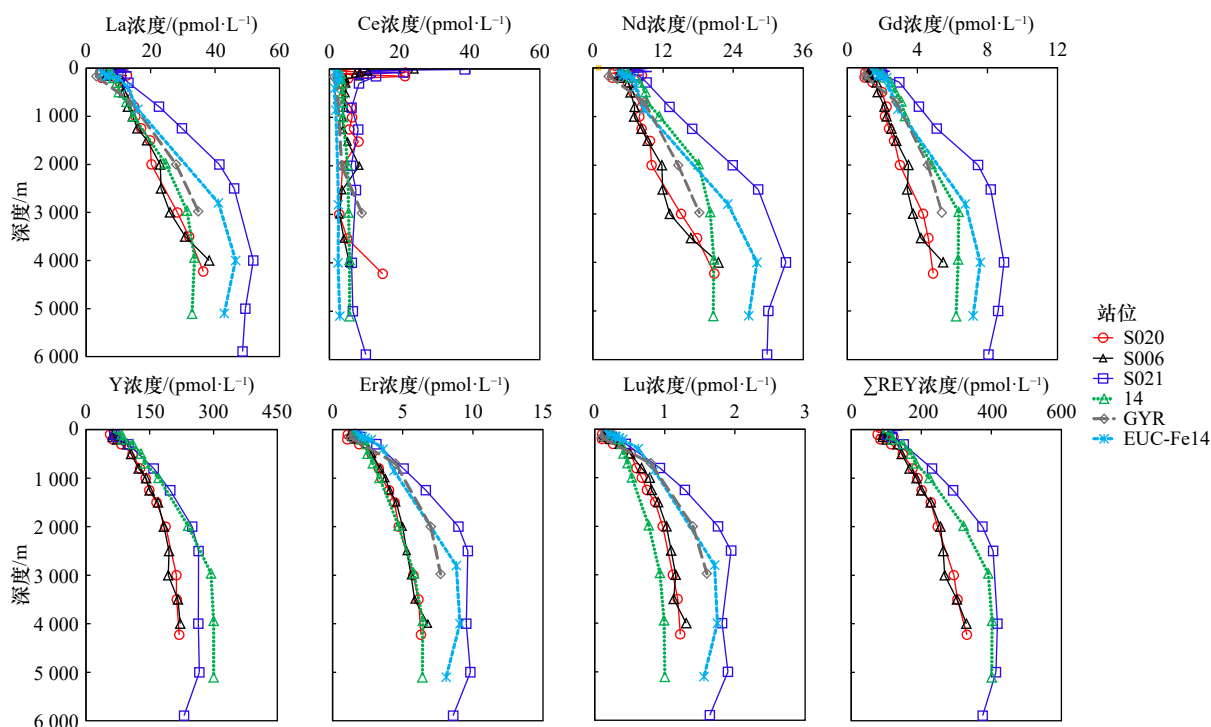 La浓度/(pmol·L⁻¹)
0 20 40 60
Ce浓度/(pmol·L⁻¹)
0 20 40 60
Nd浓度/(pmol·L⁻¹)
0 12 24 36
Gd浓度/(pmol·L⁻¹)
0 4 8 12
深度/m
0
1 000
2 000
3 000
4 000
5 000
6 000
Y浓度/(pmol·L⁻¹)
0 150 300 450
Er浓度/(pmol·L⁻¹)
0 5 10 15
Lu浓度/(pmol·L⁻¹)
0 1 2 3
∑REY浓度/(pmol·L⁻¹)
0 200 400 600
深度/m
0
1 000
2 000
3 000
4 000
5 000
6 000
站位
S020
S006
S021
14
GYR
EUC-Fe14